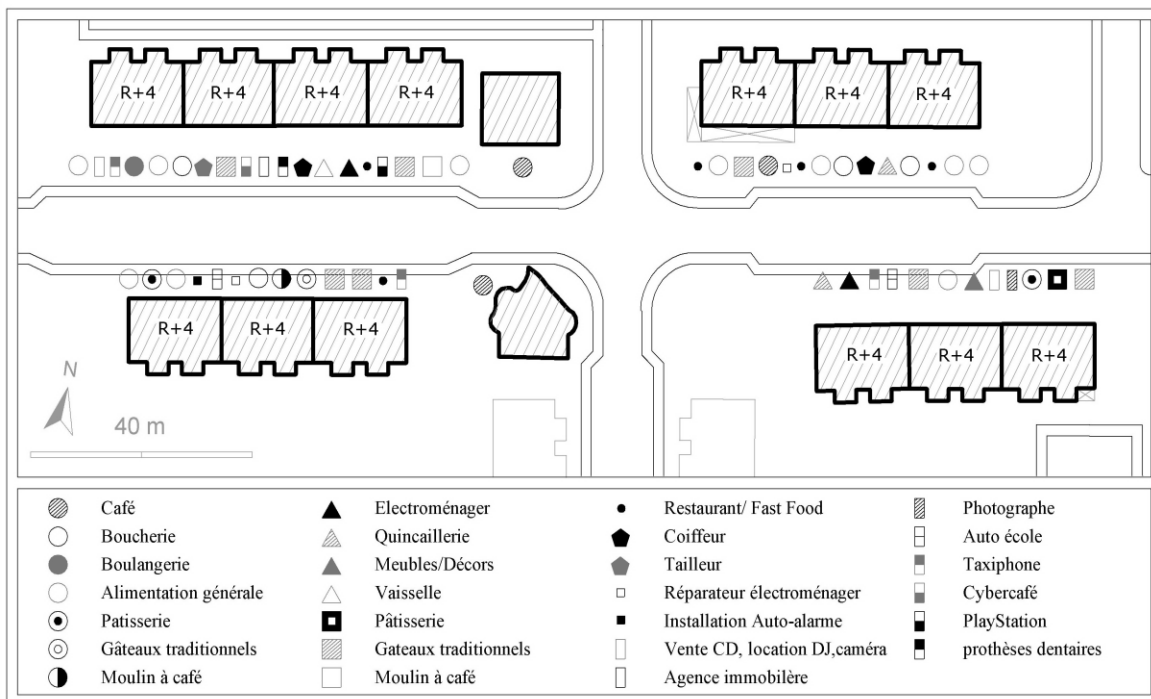 R+4 R+4 R+4 R+4 R+4 R+4 R+4
R+4 R+4 R+4 R+4 R+4 R+4
N
40 m
Café Electroménager Restaurant/ Fast Food Photographe
Boucherie Quincaillerie Coiffeur Auto école
Boulangerie Meubles/Décors Tailleur Taxiphone
Alimentation générale Vaisselle Réparateur électroménager Cybercafé
Patisserie Pâtisserie Installation Auto-alarme PlayStation
Gâteaux traditionnels Gateaux traditionnels Vente CD, location DJ,caméra prothèses dentaires
Moulin à café Moulin à café Agence immobilère